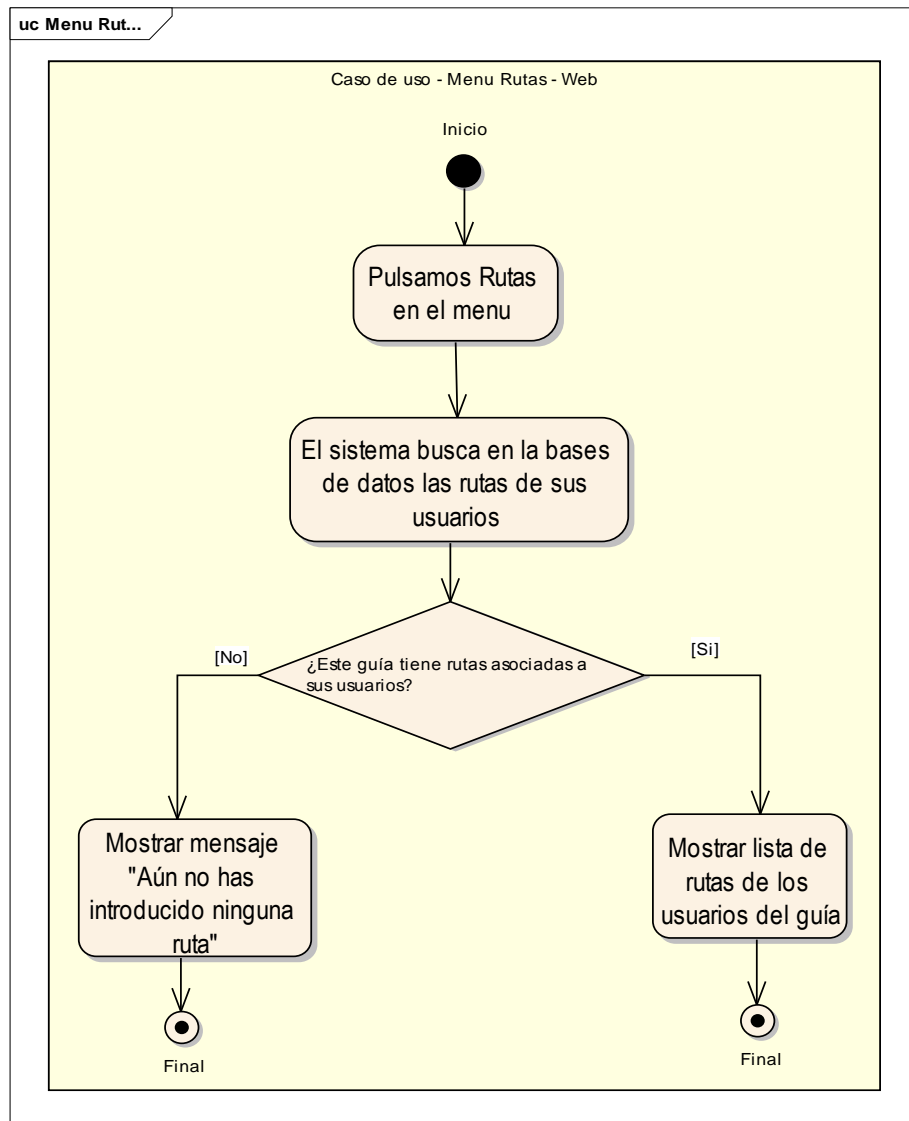 uc Menu Rut...
Caso de uso - Menu Rutas - Web
Inicio
Pulsamos Rutas
en el menu
El sistema busca en la bases
de datos las rutas de sus
usuarios
¿Este guía tiene rutas asociadas a
sus usuarios?
[No]
[Si]
Mostrar mensaje
"Aún no has
introducido ninguna
ruta"
Mostrar lista de
rutas de los
usuarios del guía
Final
Final